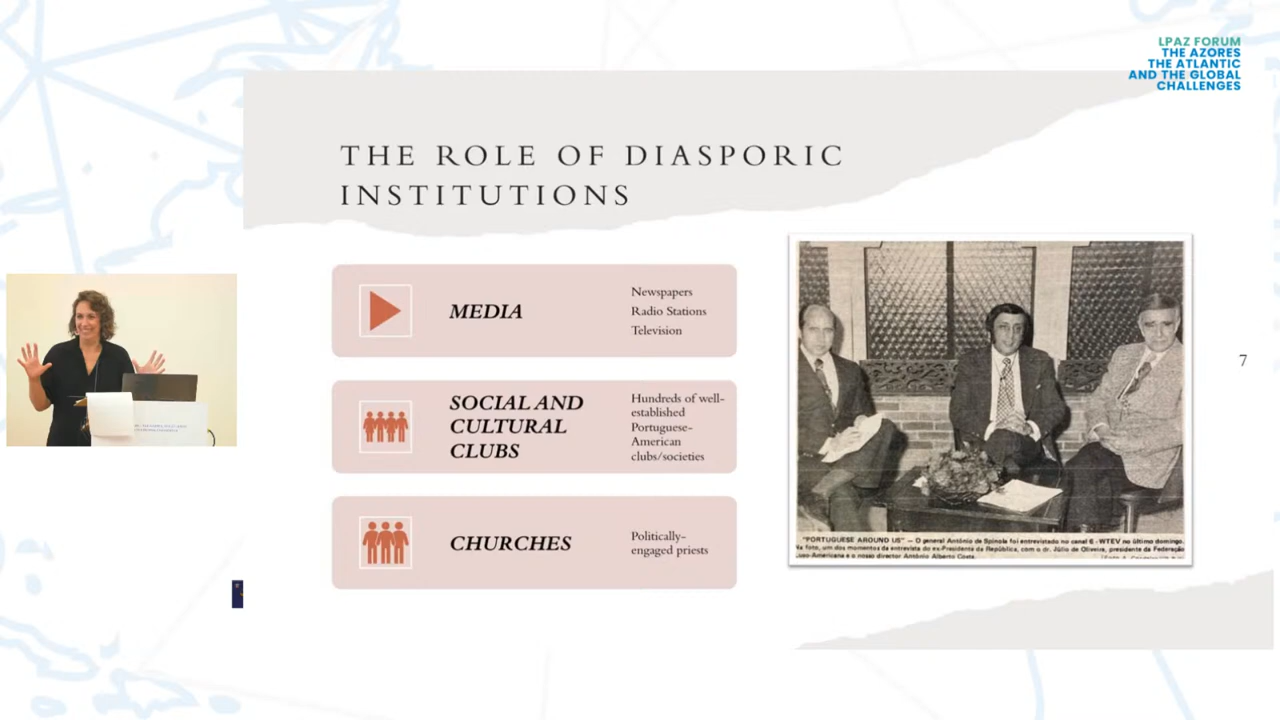 LPAZ FORUM
THE AZORES
THE ATLANTIC
AND THE GLOBAL
CHALLENGES
THE ROLE OF DIASPORIC
INSTITUTIONS
MEDIA
Newspapers
Radio Stations
Television
SOCIAL AND
CULTURAL
CLUBS
Hundreds of well-
established
Portuguese-
American
clubs/societies
CHURCHES
Politically-
engaged priests
"PORTUGUESE AROUND US" — O general António de Spínola foi entrevistado no canal 6 - WTEV no último domingo.
Na foto, um dos momentos da entrevista do ex-Presidente da República, com o dr. Júlio de Oliveira, presidente da Federação
Luso-Americana e o nosso director António Alberto Costa.
7